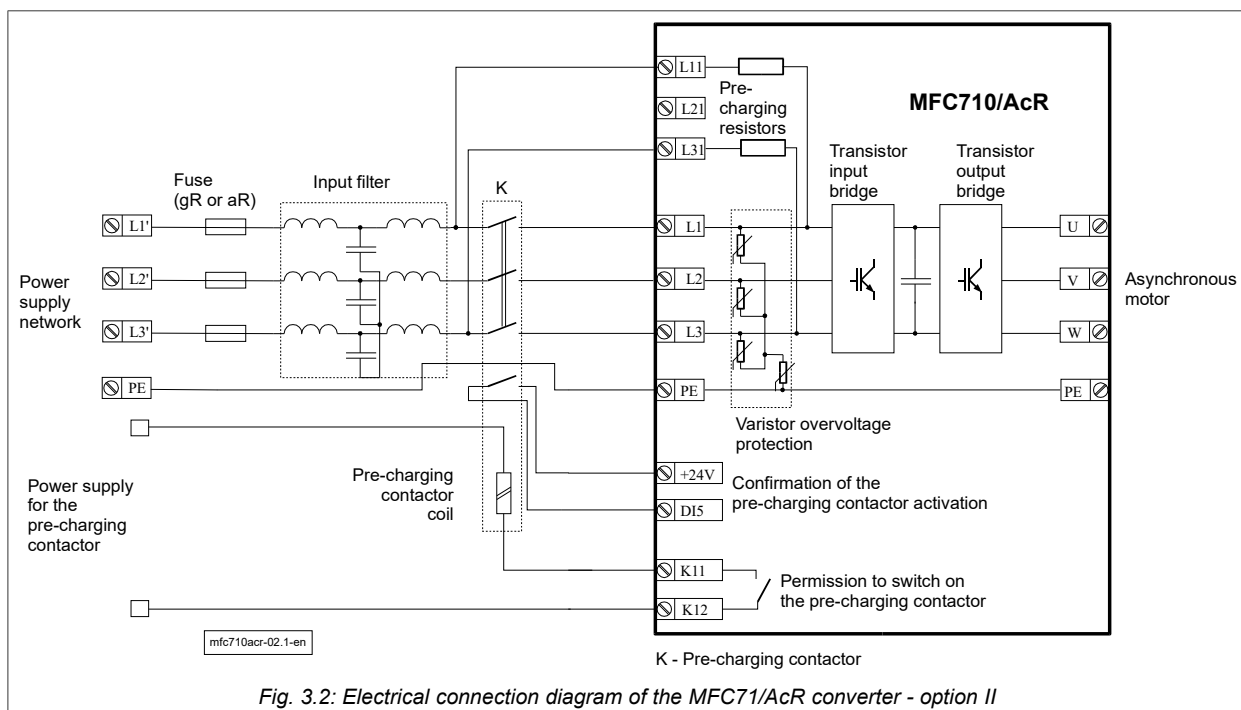 L11
Pre-
charging
resistors
MFC710/AcR
L21
L31
Transistor
input
bridge
Transistor
output
bridge
Fuse
(gR or aR)
Input filter
K
L1'
L1
U
Power
supply
network
L2'
L2
V
Asynchronous
motor
L3'
L3
W
PE
PE
PE
Varistor overvoltage
protection
Power supply
for the
pre-charging
contactor
Pre-charging
contactor
coil
+24V
Confirmation of the
pre-charging contactor activation
DI5
K11
Permission to switch on
the pre-charging contactor
K12
mfc710acr-02.1-en
K - Pre-charging contactor
Fig. 3.2: Electrical connection diagram of the MFC71/AcR converter - option II